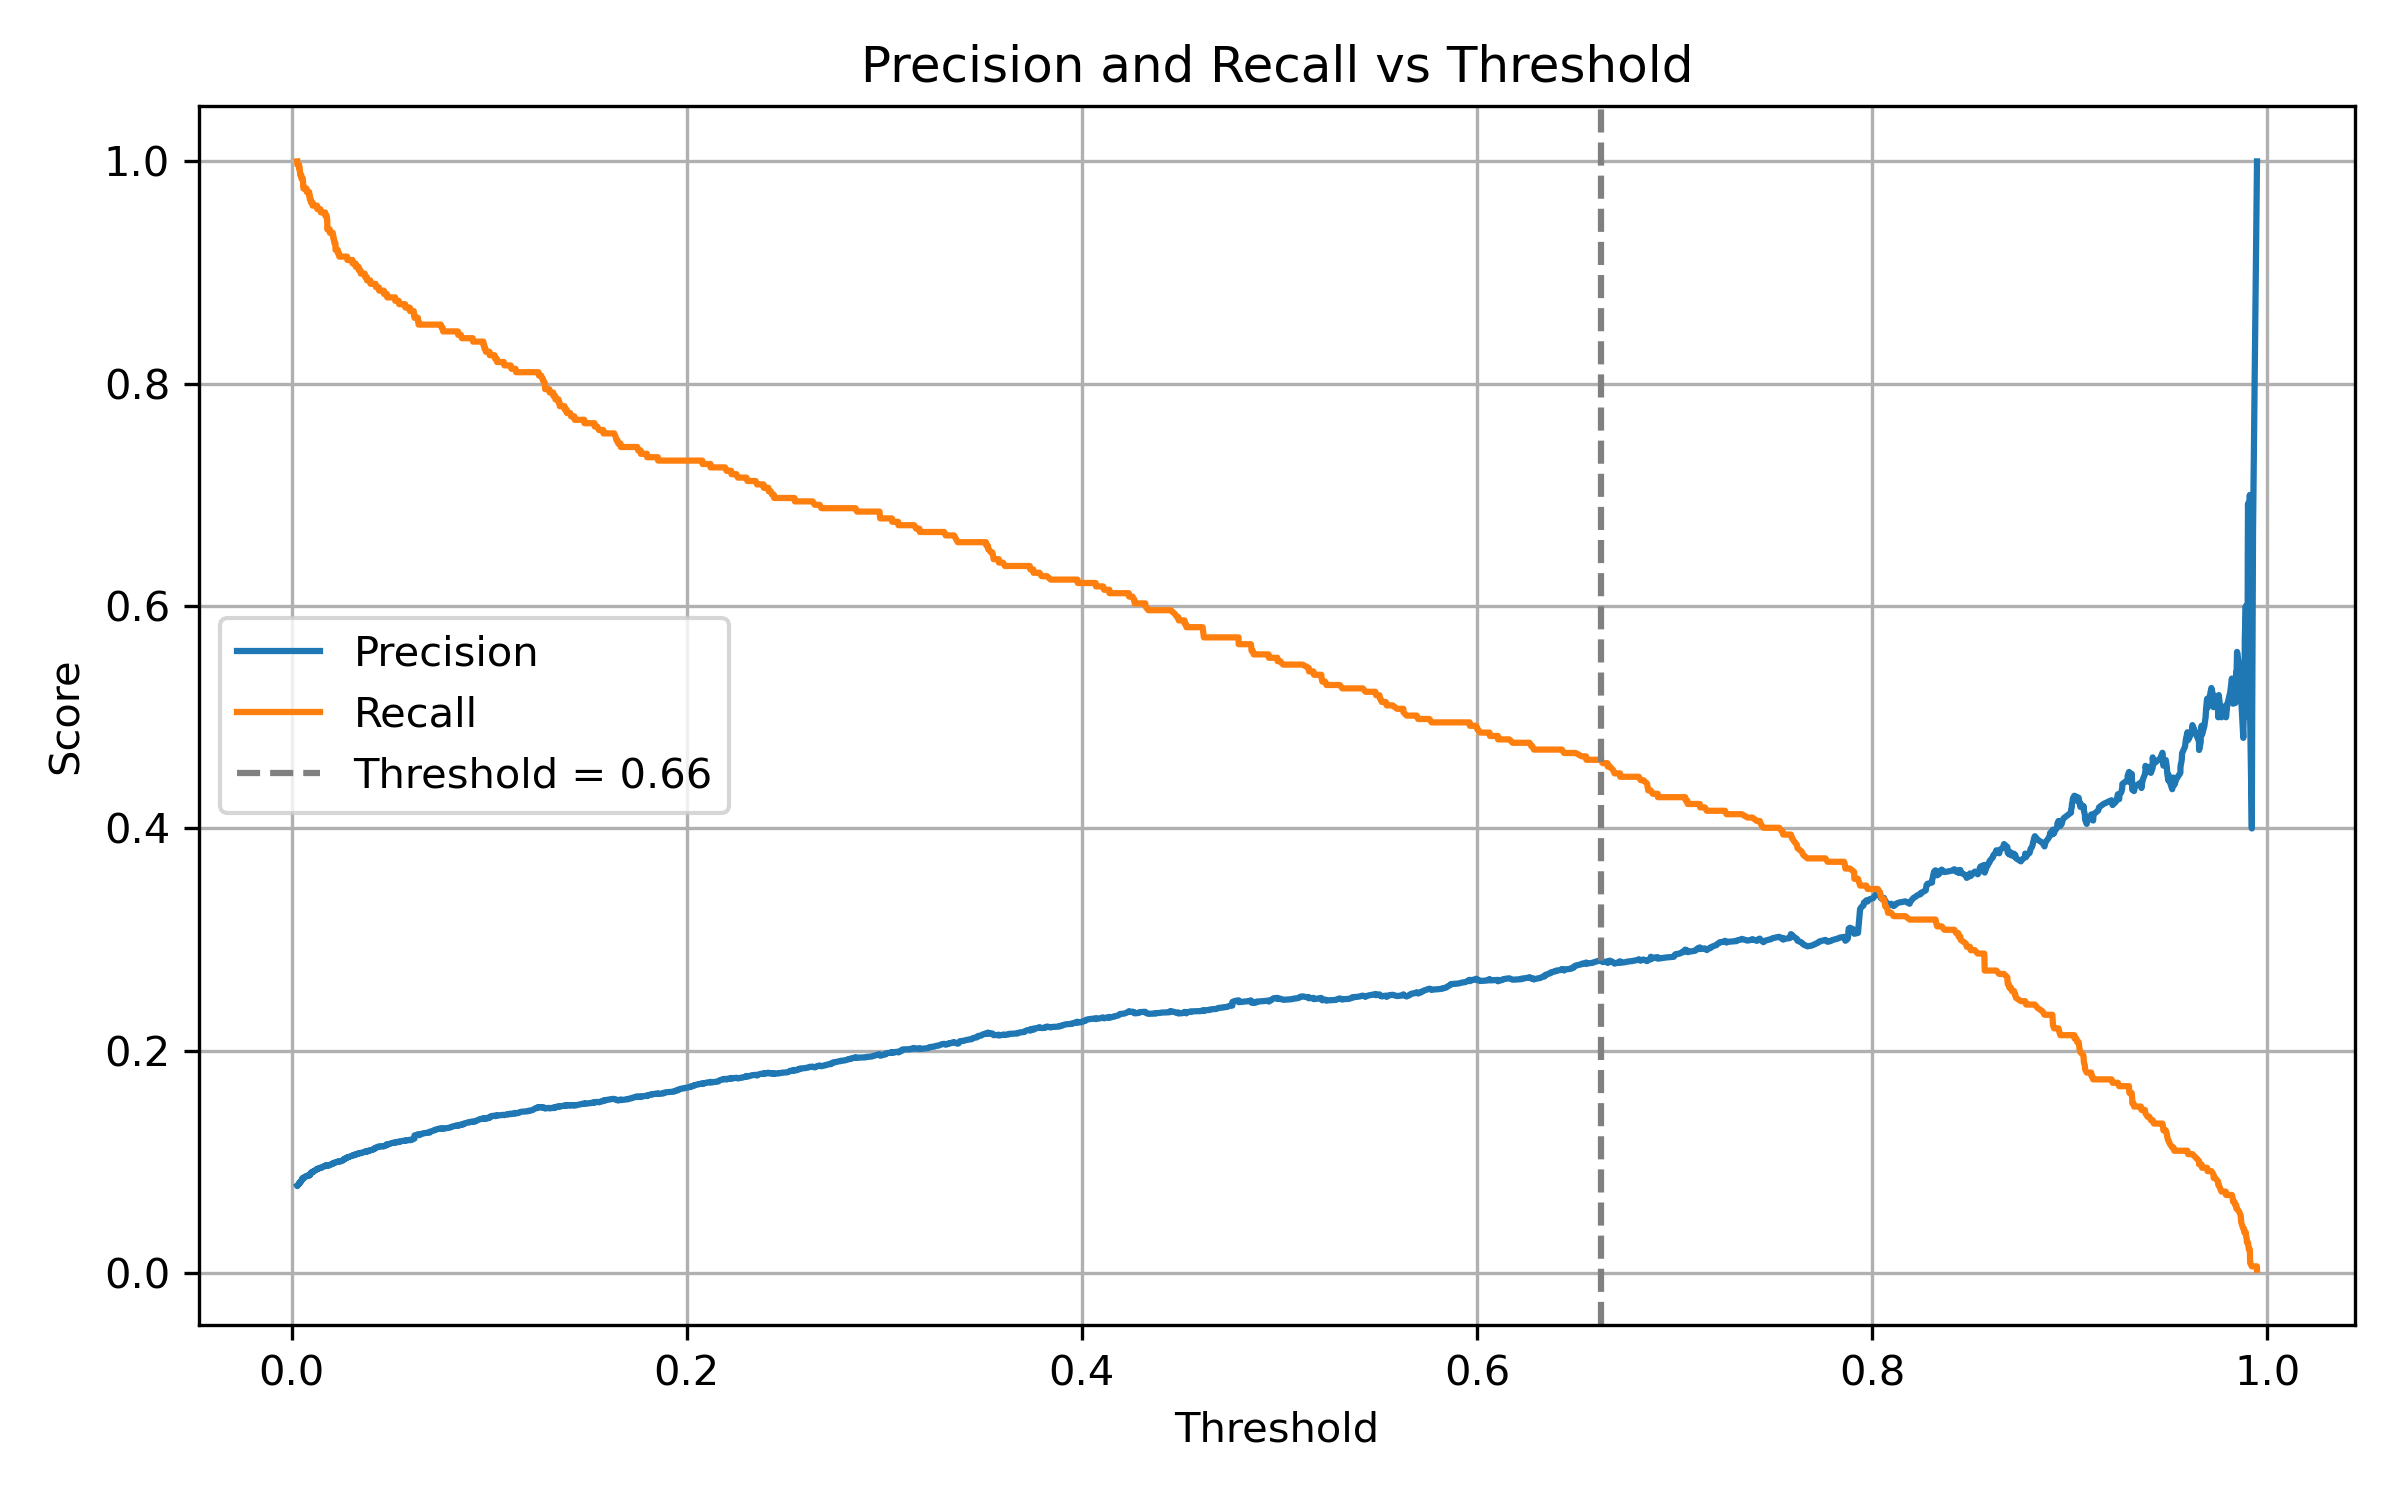 Precision and Recall vs Threshold
1.0
0.8
0.6
0.4
0.2
0.0
Score
Precision
Recall
Threshold = 0.66
0.0 0.2 0.4 0.6 0.8 1.0
Threshold